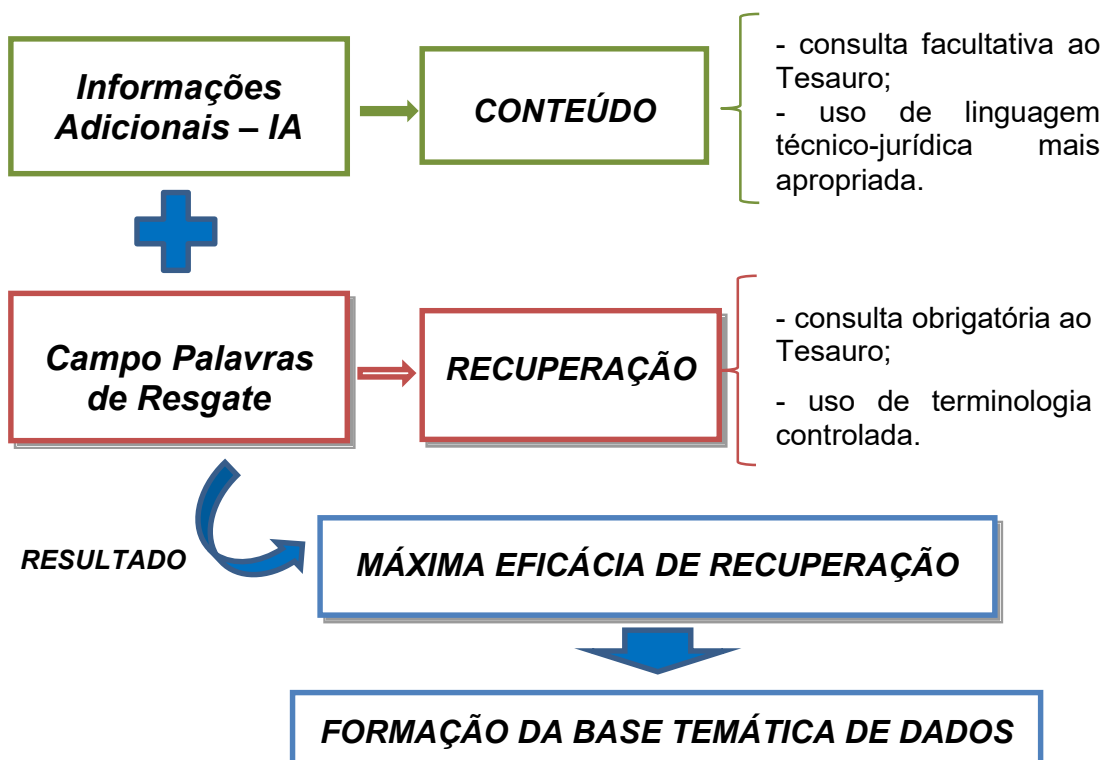 Informações
Adicionais – IA
CONTEÚDO
- consulta facultativa ao
Tesauro;
- uso de linguagem
técnico-jurídica mais
apropriada.
Campo Palavras
de Resgate
RECUPERAÇÃO
- consulta obrigatória ao
Tesauro;
- uso de terminologia
controlada.
RESULTADO
MÁXIMA EFICÁCIA DE RECUPERAÇÃO
FORMAÇÃO DA BASE TEMÁTICA DE DADOS